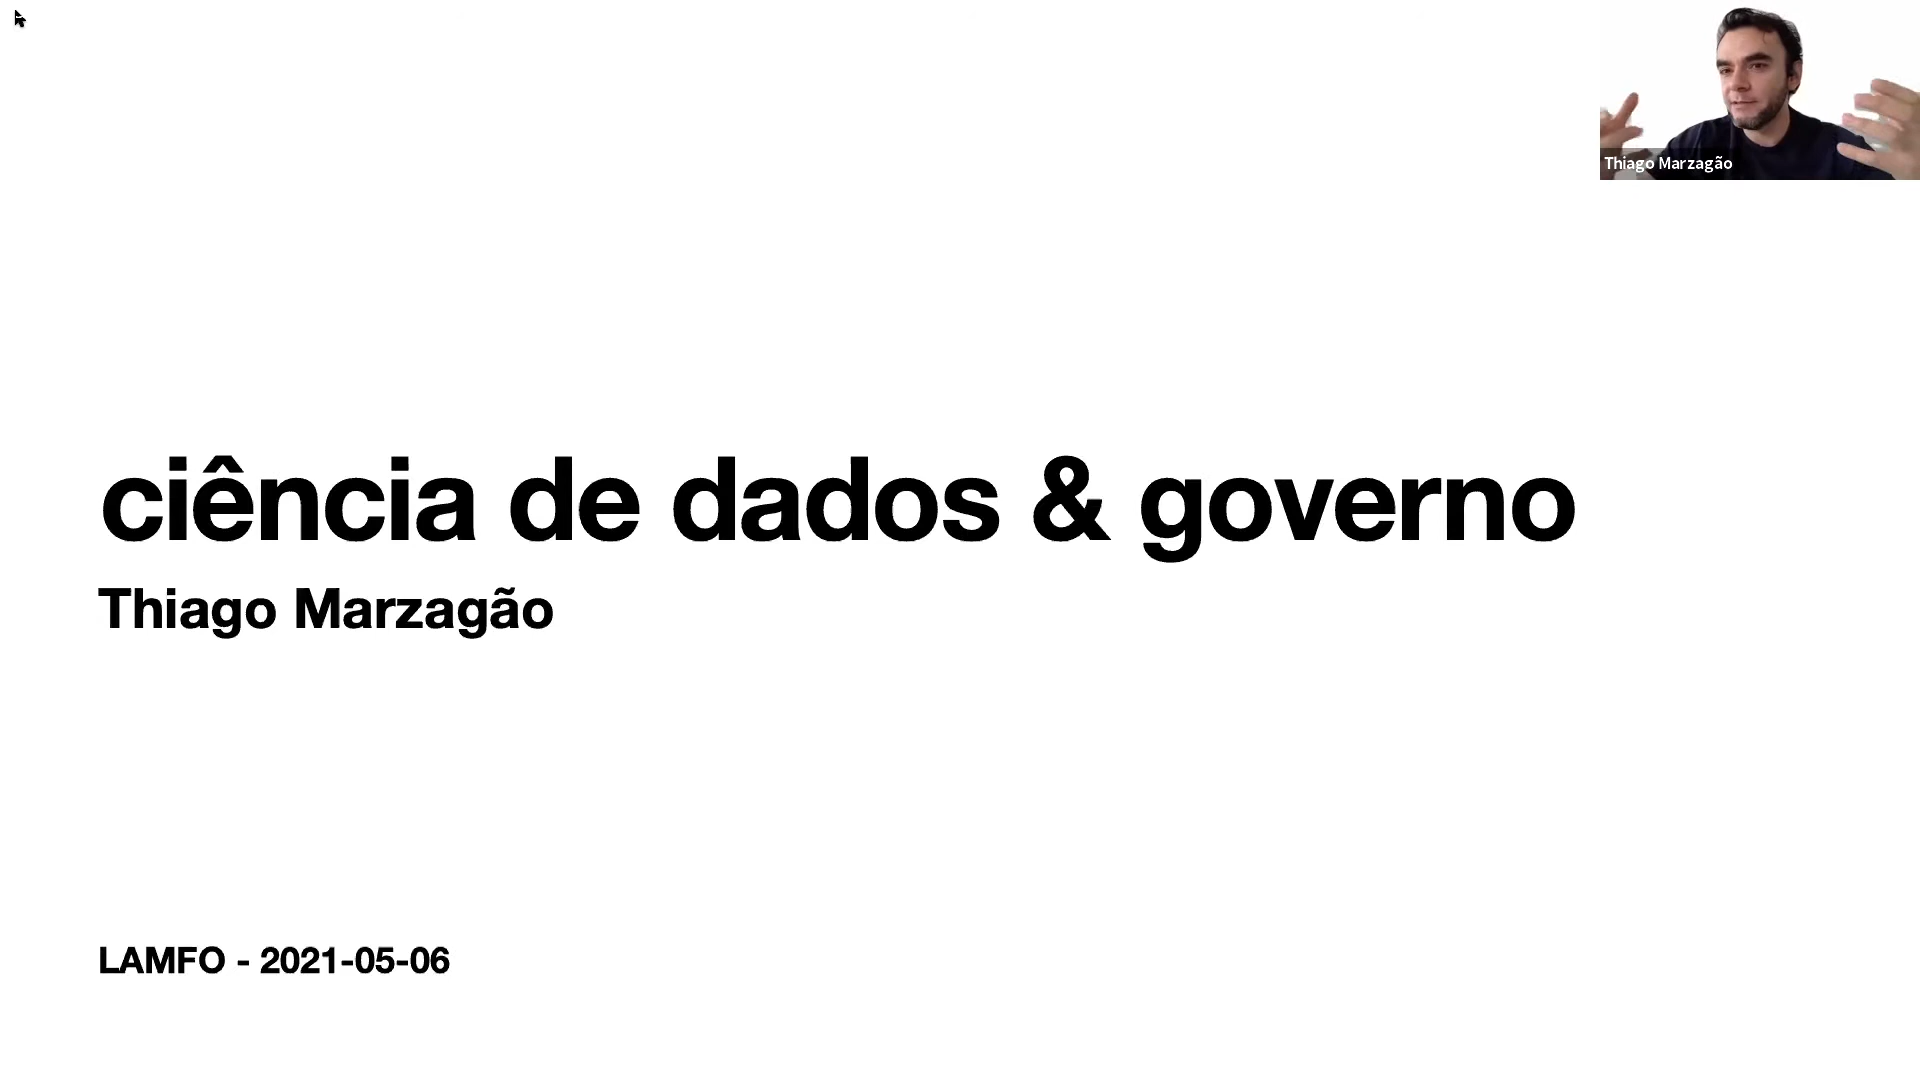 Thiago Marzagão
ciência de dados & governo
Thiago Marzagão
LAMFO - 2021-05-06